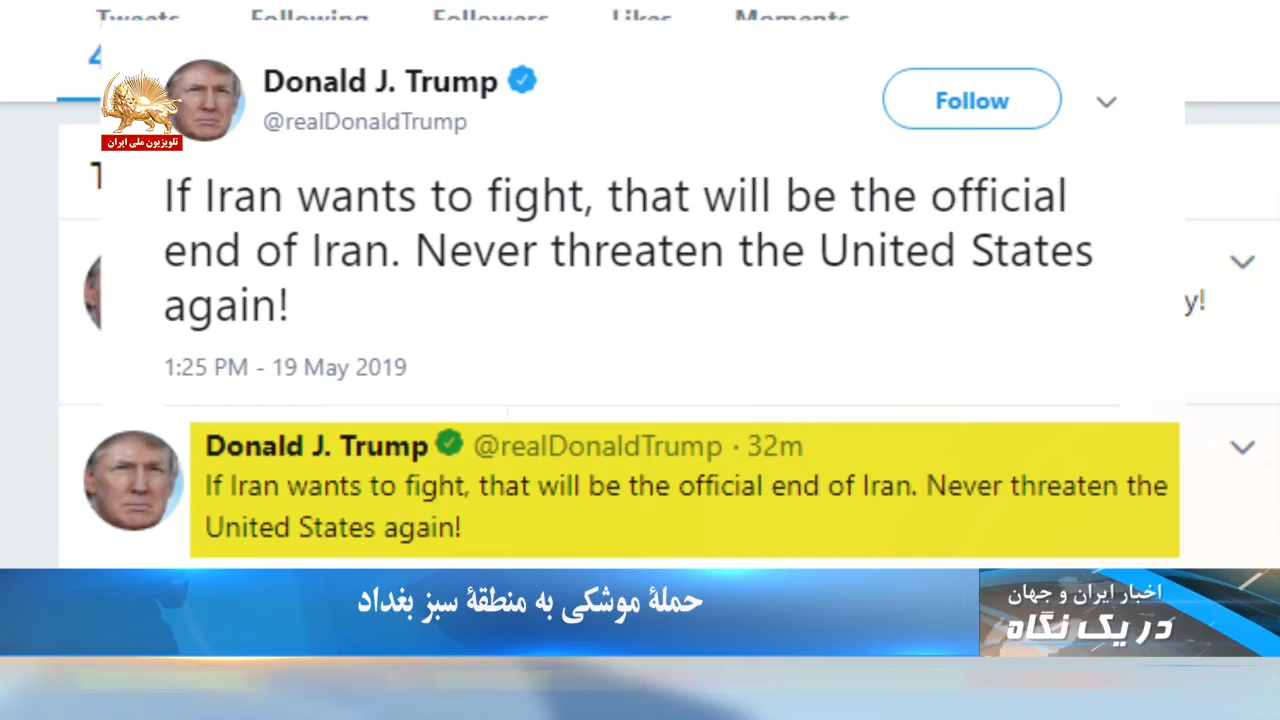 Tweets Following Followers Likes Moments
4
Donald J. Trump
@realDonaldTrump
Follow
تلویزیون ملی ایران
T
If Iran wants to fight, that will be the official
end of Iran. Never threaten the United States
again!
y!
1:25 PM - 19 May 2019
Donald J. Trump @realDonaldTrump · 32m
If Iran wants to fight, that will be the official end of Iran. Never threaten the
United States again!
حملهٔ موشکی به منطقهٔ سبز بغداد
اخبار ایران و جهان
در یک نگاه